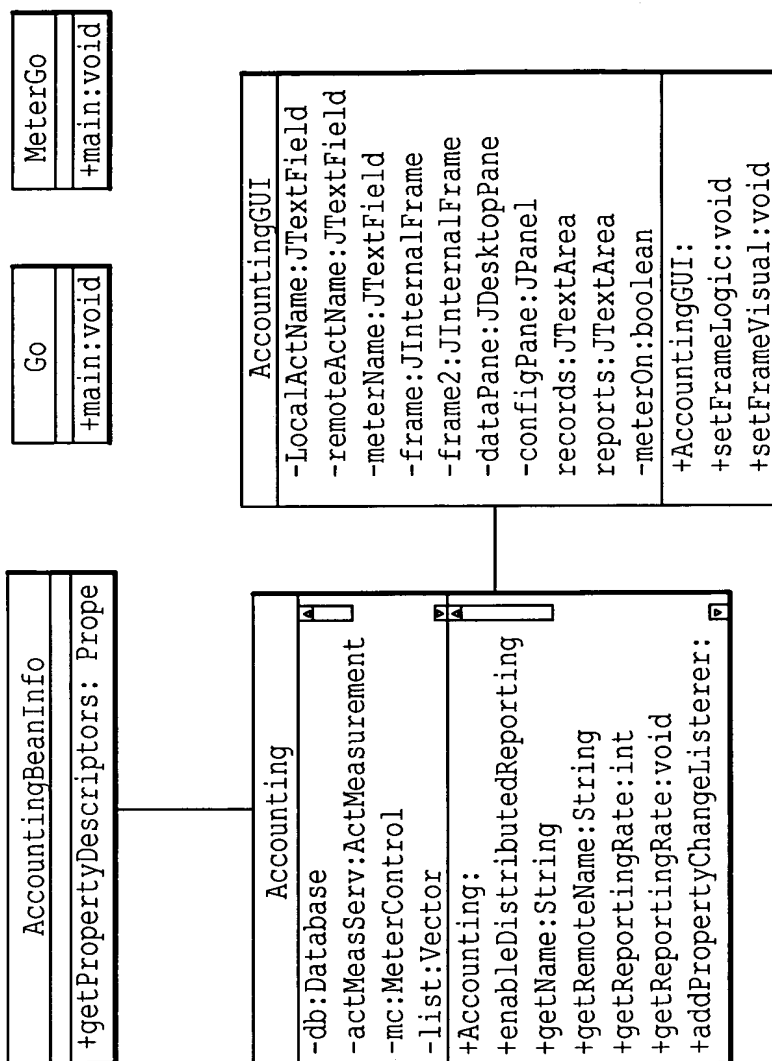 AccountingBeanInfo
+getPropertyDescriptors: Prope
Go
+main:void
MeterGo
+main:void
Accounting
-db:Database
-actMeasServ:ActMeasurement
-mc:MeterControl
-list:Vector
+Accounting:
+enableDistributedReporting
+getName:String
+getRemoteName:String
+getReportingRate:int
+getReportingRate:void
+addPropertyChangeListerer:
AccountingGUI
-LocalActName:JTextField
-remoteActName:JTextField
-meterName:JTextField
-frame:JInternalFrame
-frame2:JInternalFrame
-dataPane:JDesktopPane
-configPane:JPanel
records:JTextArea
reports:JTextArea
-meterOn:boolean
+AccountingGUI:
+setFrameLogic:void
+setFrameVisual:void